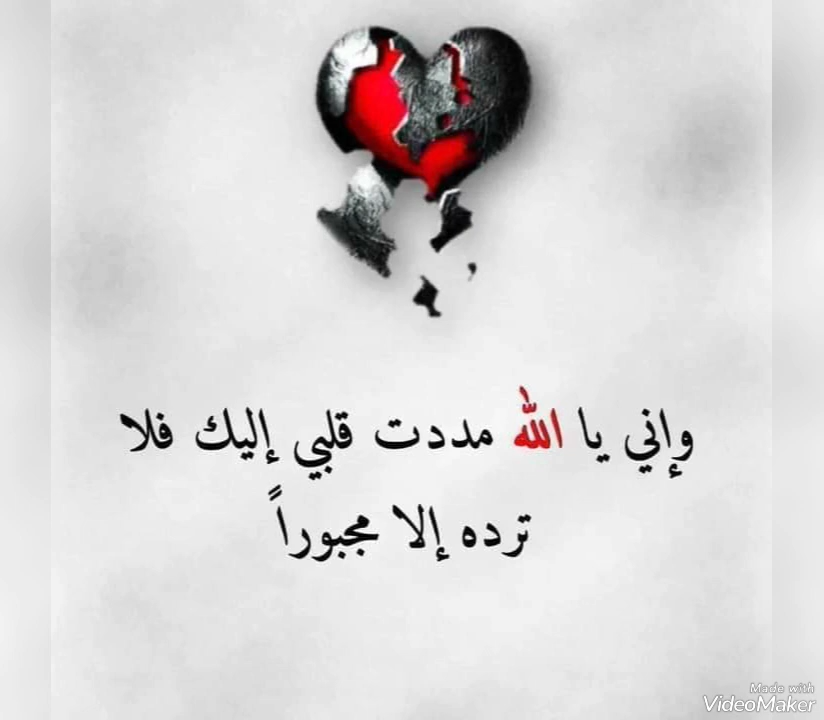 وإني يا الله مددت قلبي إليك فلا
ترده إلا مجبوراً
Made with
VideoMaker